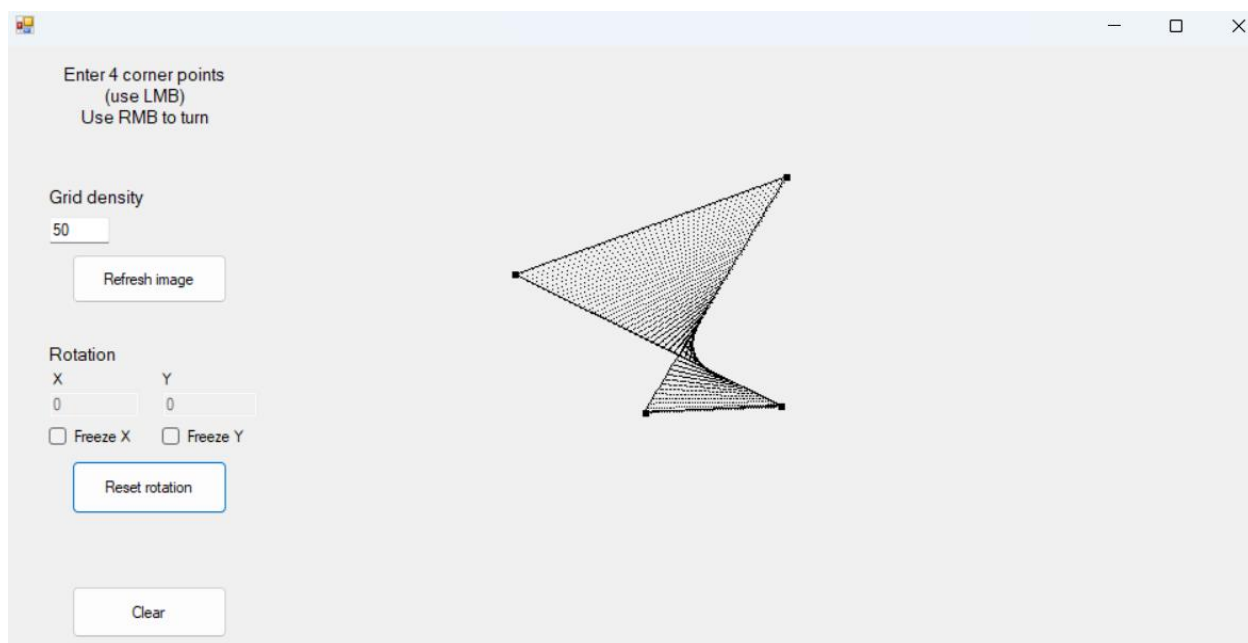 Enter 4 corner points
(use LMB)
Use RMB to turn
Grid density
50
Refresh image
Rotation
X Y
0 0
Freeze X Freeze Y
Reset rotation
Clear